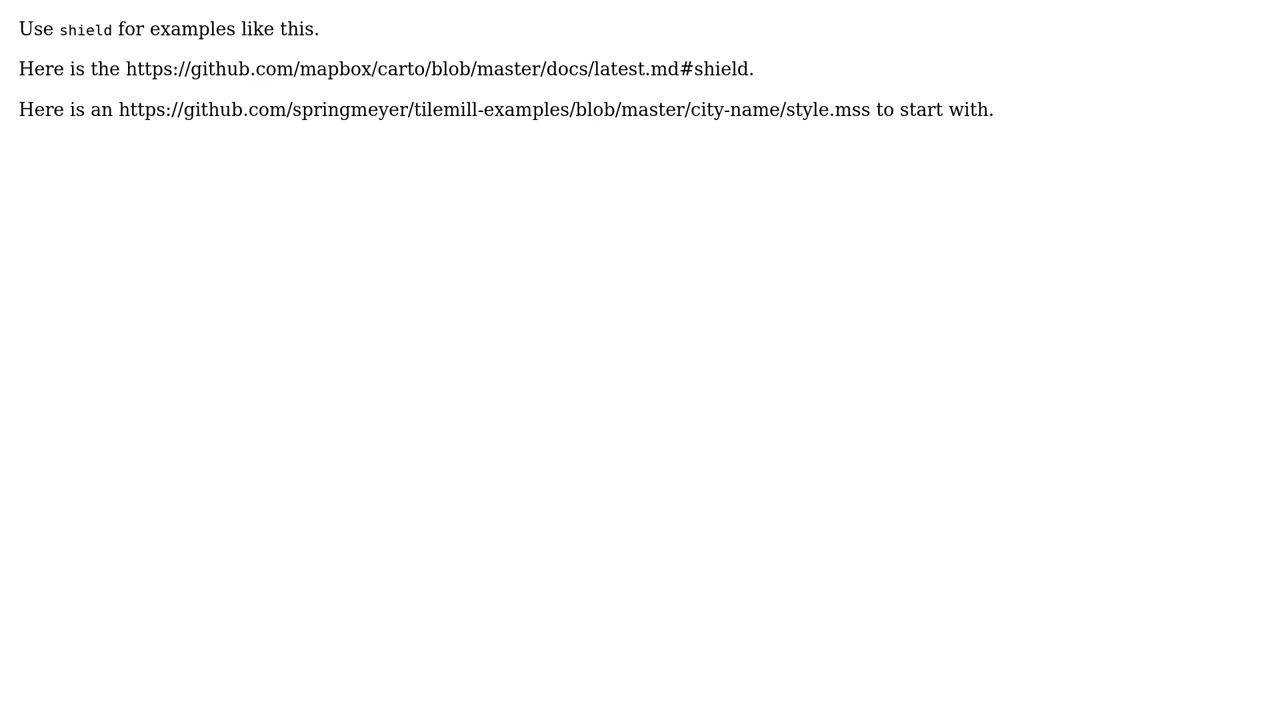 Use shield for examples like this.
Here is the https://github.com/mapbox/carto/blob/master/docs/latest.md#shield.
Here is an https://github.com/springmeyer/tilemill-examples/blob/master/city-name/style.mss to start with.